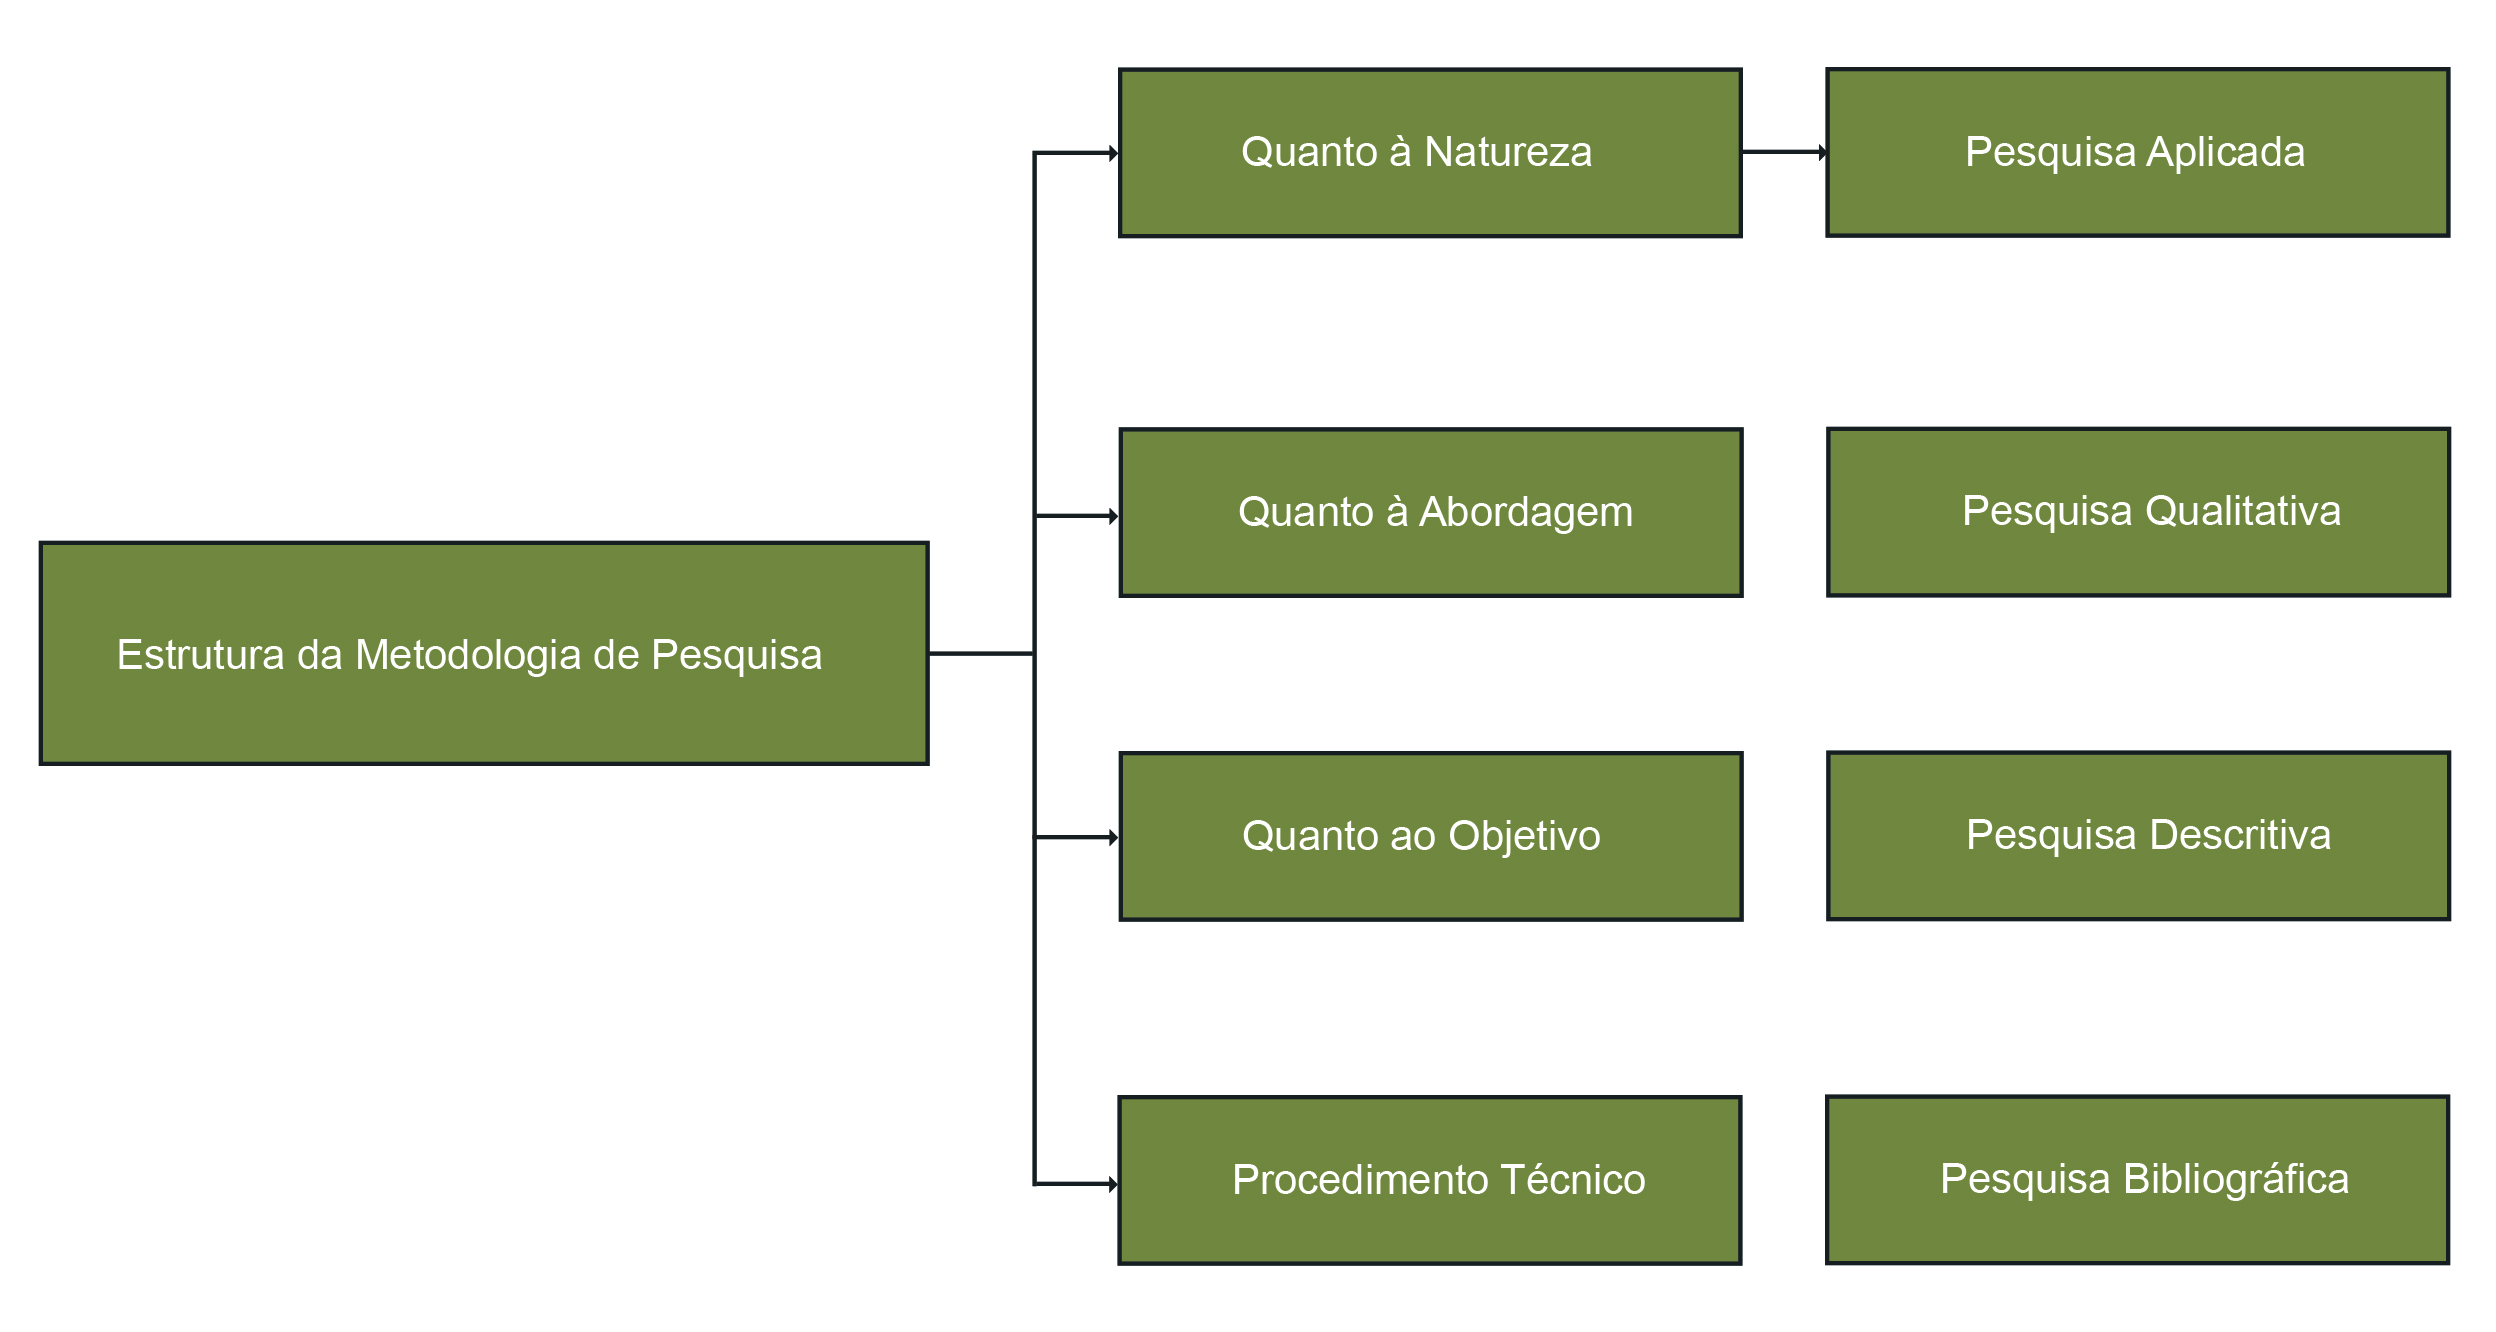 Estrutura da Metodologia de Pesquisa
Quanto à Natureza
Pesquisa Aplicada
Quanto à Abordagem
Pesquisa Qualitativa
Quanto ao Objetivo
Pesquisa Descritiva
Procedimento Técnico
Pesquisa Bibliográfica